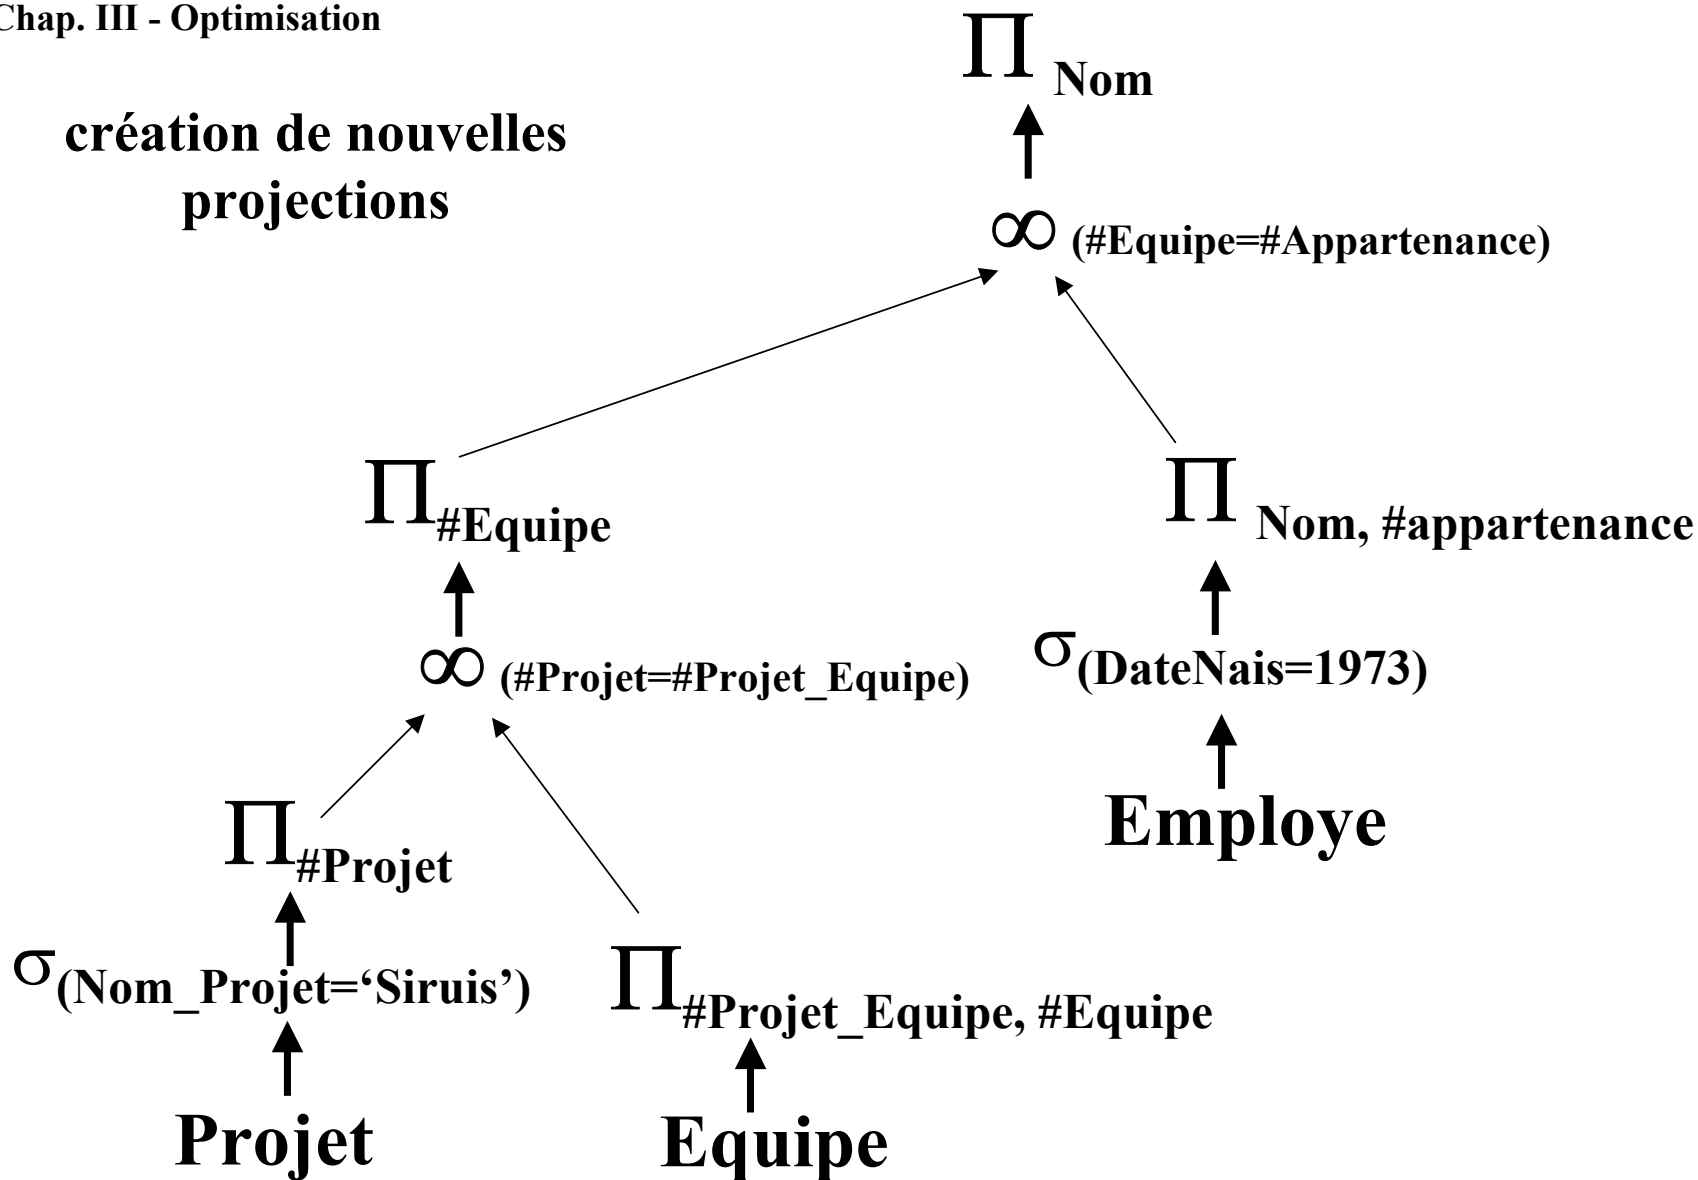 Chap. III - Optimisation
création de nouvelles
projections
Π Nom
∞ (#Equipe=#Appartenance)
Π#Equipe
Π Nom, #appartenance
∞ (#Projet=#Projet_Equipe)
σ(DateNais=1973)
Employe
Π#Projet
σ(Nom_Projet=‘Siruis’)
Π#Projet_Equipe, #Equipe
Projet
Equipe